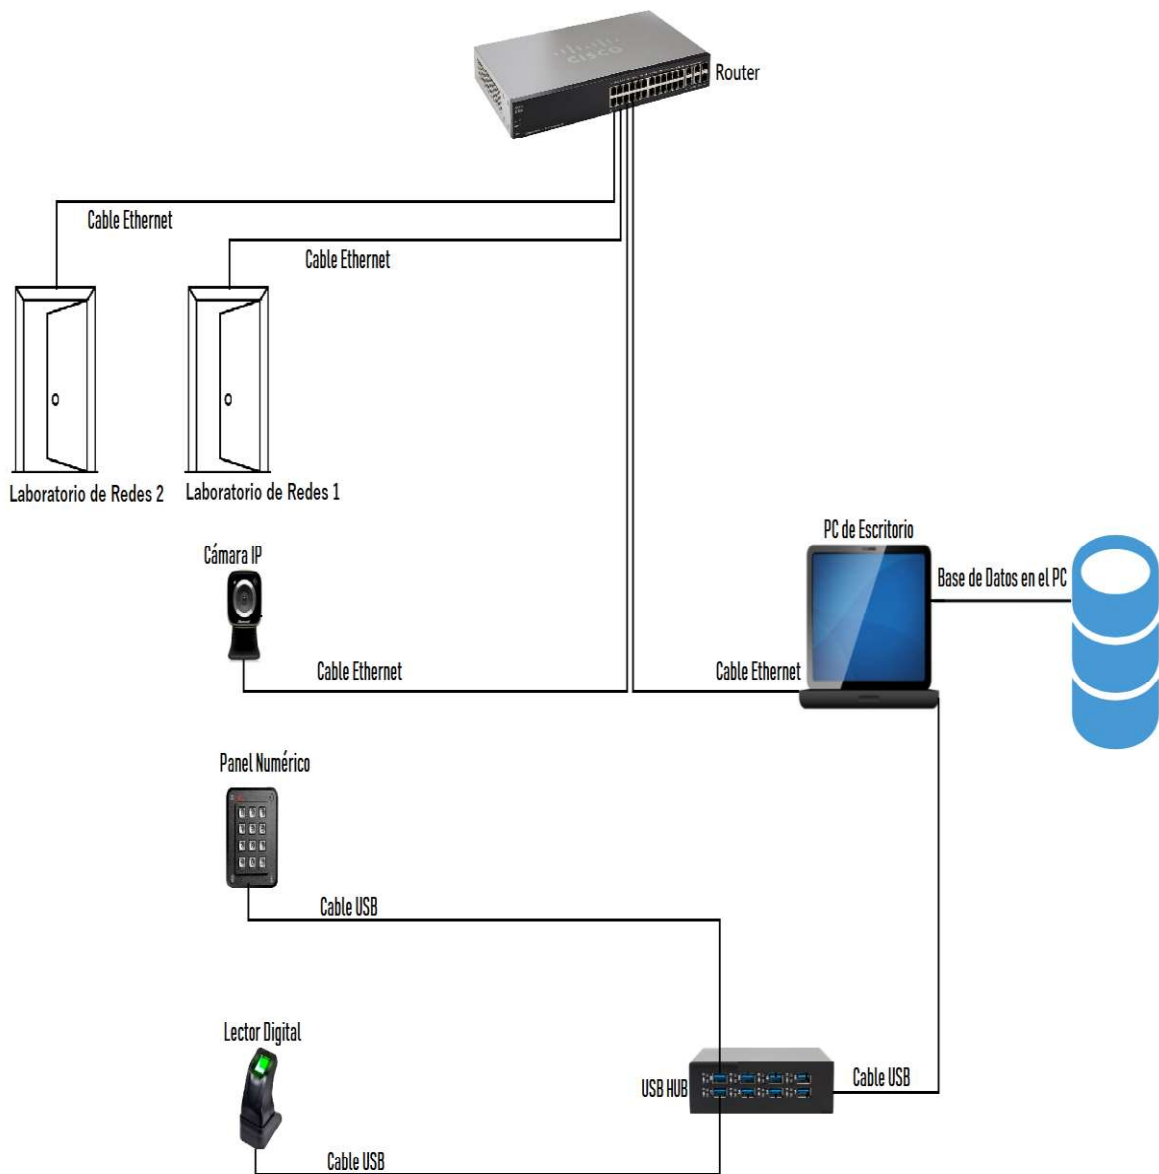 CISCO
Router
Cable Ethernet
Cable Ethernet
Laboratorio de Redes 2
Laboratorio de Redes 1
PC de Escritorio
Cámara IP
Base de Datos en el PC
Cable Ethernet
Cable Ethernet
Panel Numérico
Cable USB
Lector Digital
USB HUB
Cable USB
Cable USB